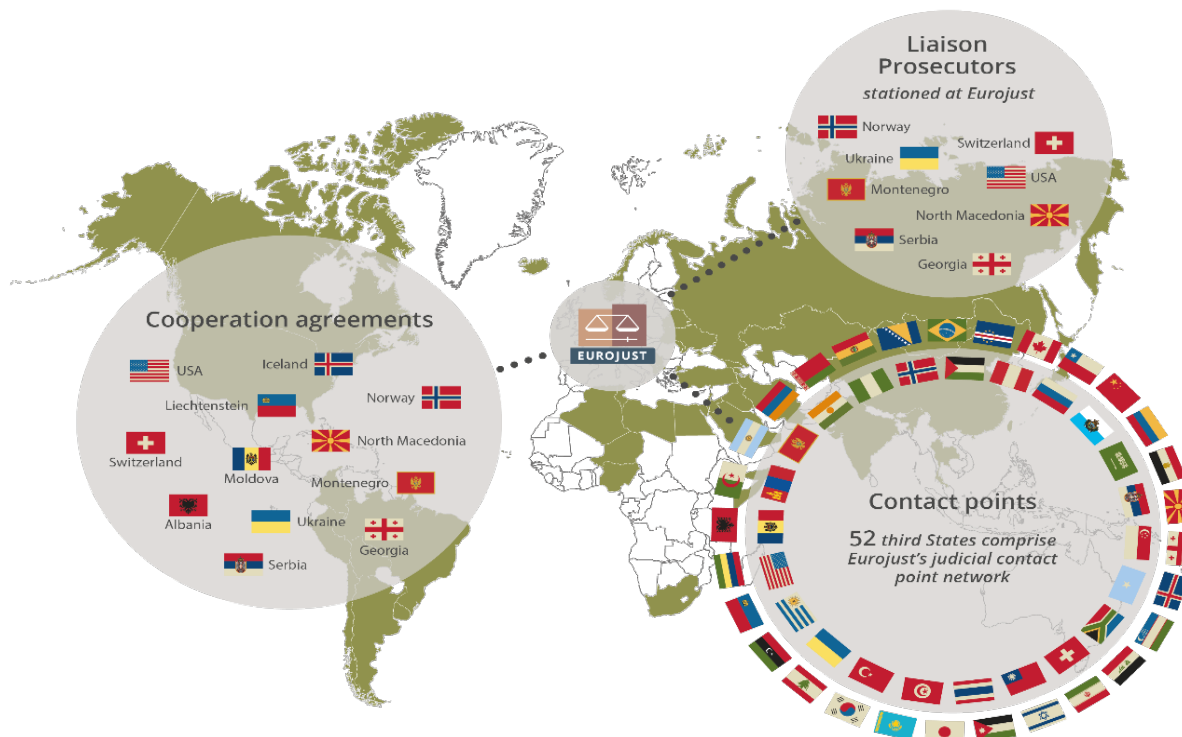 Liaison
Prosecutors
stationed at Eurojust
Norway
Switzerland
Ukraine
USA
Montenegro
North Macedonia
Serbia
Georgia
EUROJUST
Cooperation agreements
USA
Iceland
Liechtenstein
Norway
Switzerland
North Macedonia
Moldova
Montenegro
Albania
Ukraine
Georgia
Serbia
Contact points
52 third States comprise
Eurojust's judicial contact
point network